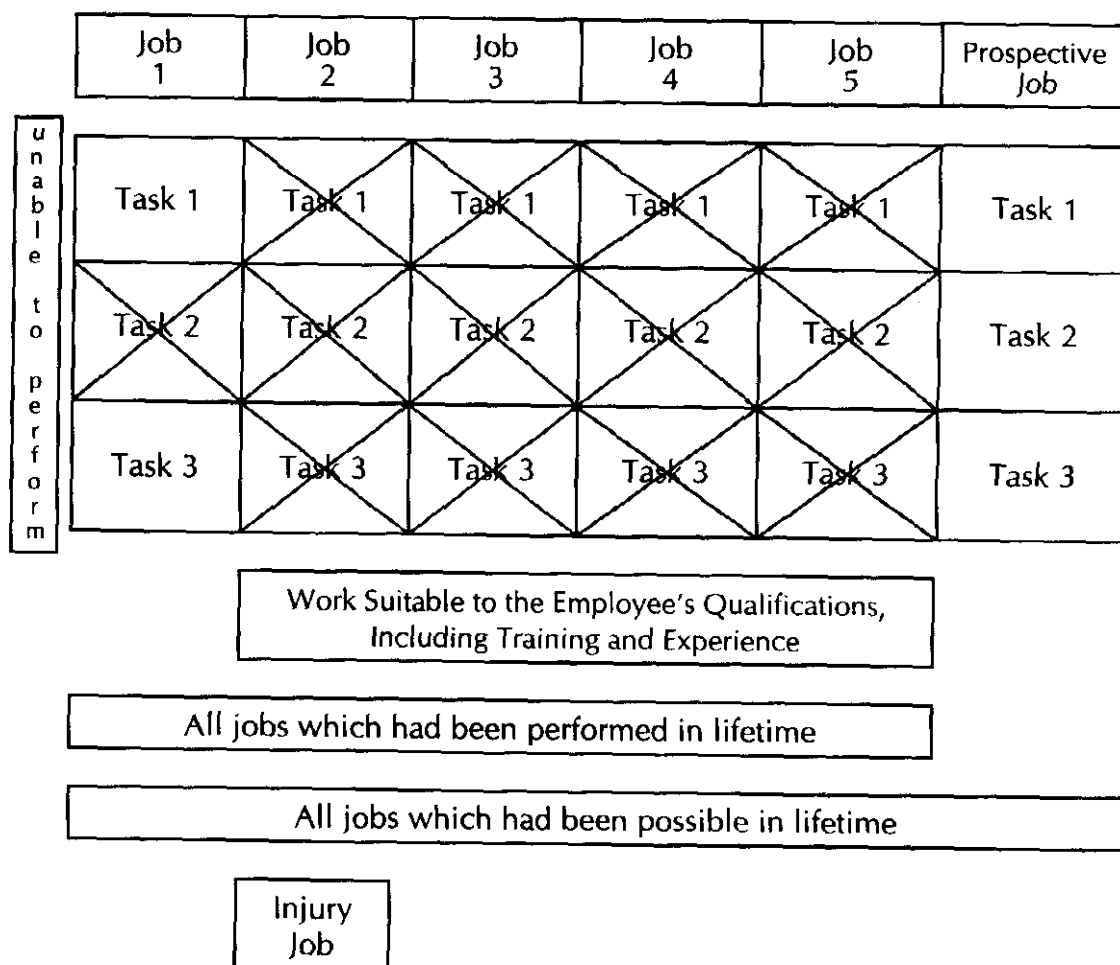 Job
1
Job
2
Job
3
Job
4
Job
5
Prospective
Job
unable to perform
Task 1
Task 1
Task 1
Task 1
Task 1
Task 1
Task 2
Task 2
Task 2
Task 2
Task 2
Task 2
Task 3
Task 3
Task 3
Task 3
Task 3
Task 3
Work Suitable to the Employee's Qualifications,
Including Training and Experience
All jobs which had been performed in lifetime
All jobs which had been possible in lifetime
Injury
Job